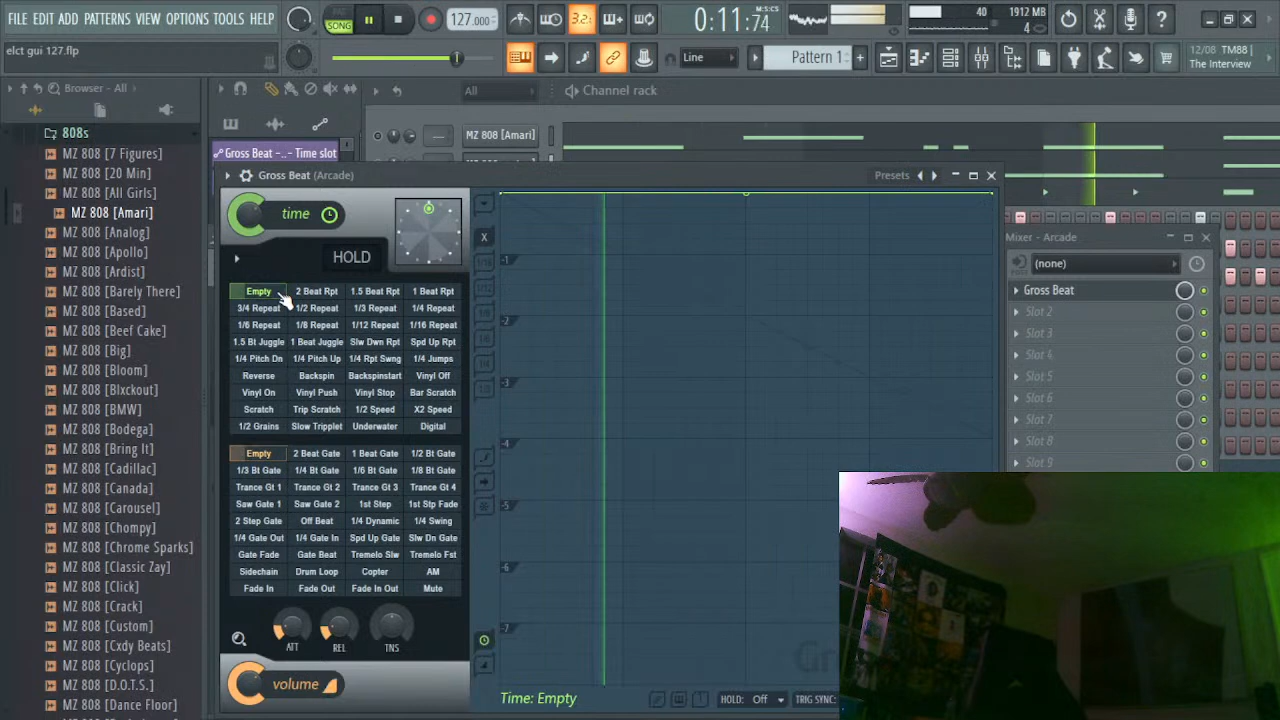 FILE EDIT ADD PATTERNS VIEW OPTIONS TOOLS HELP
PAT
SONG
127.000
3.2:
0:11:74
M:S:CS
40
1912 MB
4
elct gui 127.flp
Line
Pattern 1
12/08 TM88
The Interview
Browser - All
All
Channel rack
808s
MZ 808 [7 Figures]
MZ 808 [20 Min]
MZ 808 [All Girls]
MZ 808 [Amari]
MZ 808 [Analog]
MZ 808 [Apollo]
MZ 808 [Ardist]
MZ 808 [Barely There]
MZ 808 [Based]
MZ 808 [Beef Cake]
MZ 808 [Big]
MZ 808 [Bloom]
MZ 808 [Blxckout]
MZ 808 [BMW]
MZ 808 [Bodega]
MZ 808 [Bring It]
MZ 808 [Cadillac]
MZ 808 [Canada]
MZ 808 [Carousel]
MZ 808 [Chompy]
MZ 808 [Chrome Sparks]
MZ 808 [Classic Zay]
MZ 808 [Click]
MZ 808 [Crack]
MZ 808 [Custom]
MZ 808 [Cxdy Beats]
MZ 808 [Cyclops]
MZ 808 [D.O.T.S.]
MZ 808 [Dance Floor]
Gross Beat -..- Time slot
MZ 808 [Amari]
Gross Beat (Arcade)
Presets
time
HOLD
Empty 2 Beat Rpt 1.5 Beat Rpt 1 Beat Rpt
3/4 Repeat 1/2 Repeat 1/3 Repeat 1/4 Repeat
1/6 Repeat 1/8 Repeat 1/12 Repeat 1/16 Repeat
1.5 Bt Juggle 1 Beat Juggle Slw Dwn Rpt Spd Up Rpt
1/4 Pitch Dn 1/4 Pitch Up 1/4 Rpt Swng 1/4 Jumps
Reverse Backspin Backspinstart Vinyl Off
Vinyl On Vinyl Push Vinyl Stop Bar Scratch
Scratch Trip Scratch 1/2 Speed X2 Speed
1/2 Grains Slow Tripplet Underwater Digital
Empty 2 Beat Gate 1 Beat Gate 1/2 Bt Gate
1/3 Bt Gate 1/4 Bt Gate 1/6 Bt Gate 1/8 Bt Gate
Trance Gt 1 Trance Gt 2 Trance Gt 3 Trance Gt 4
Saw Gate 1 Saw Gate 2 1st Step 1st Stp Fade
2 Step Gate Off Beat 1/4 Dynamic 1/4 Swing
1/4 Gate Out 1/4 Gate In Spd Up Gate Slw Dn Gate
Gate Fade Gate Beat Tremelo Slw Tremelo Fst
Sidechain Drum Loop Copter AM
Fade In Fade Out Fade In Out Mute
ATT REL TNS
volume
X
-1
-2
-3
-4
-5
-6
-7
Time: Empty
HOLD: Off
TRIG SYNC:
Mixer - Arcade
(none)
Gross Beat
Slot 2
Slot 3
Slot 4
Slot 5
Slot 6
Slot 7
Slot 8
Slot 9